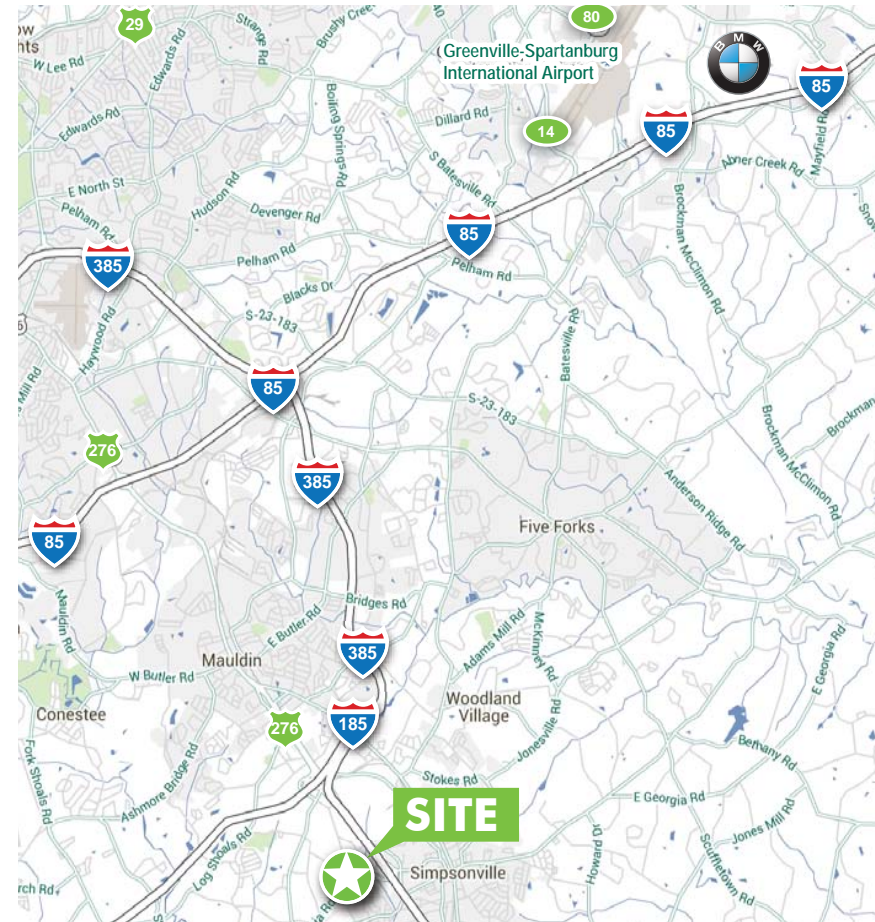 29
Strange Rd
Brushy Creek
80
W Lee Rd
Edwards Rd
Greenville-Spartanburg
International Airport
BMW
85
Boiling Springs Rd
Dillard Rd
14
85
Mayfield Rd
Edwards Rd
Abner Creek Rd
E North St
Hudson Rd
S Batesville Rd
Brockman McClimon Rd
Pelham Rd
Devenger Rd
85
Pelham Rd
385
Pelham Rd
Blacks Dr
S-23-183
Haywood Rd
Batesville Rd
85
Mill Rd
S-23-183
Brockman McClimon Rd
Brockman
276
385
Anderson Ridge Rd
85
Five Forks
Mauldin Rd
Bridges Rd
E Butler Rd
Adams Mill Rd
McKinney Rd
E Georgia Rd
Mauldin
385
W Butler Rd
Woodland
Village
Conestee
276
185
Jonesville Rd
Bethany Rd
Fork Shoals Rd
Ashmore Bridge Rd
Stokes Rd
E Georgia Rd
SITE
Jones Mill Rd
Howard Dr
Scuffletown Rd
Log Shoals Rd
Simpsonville